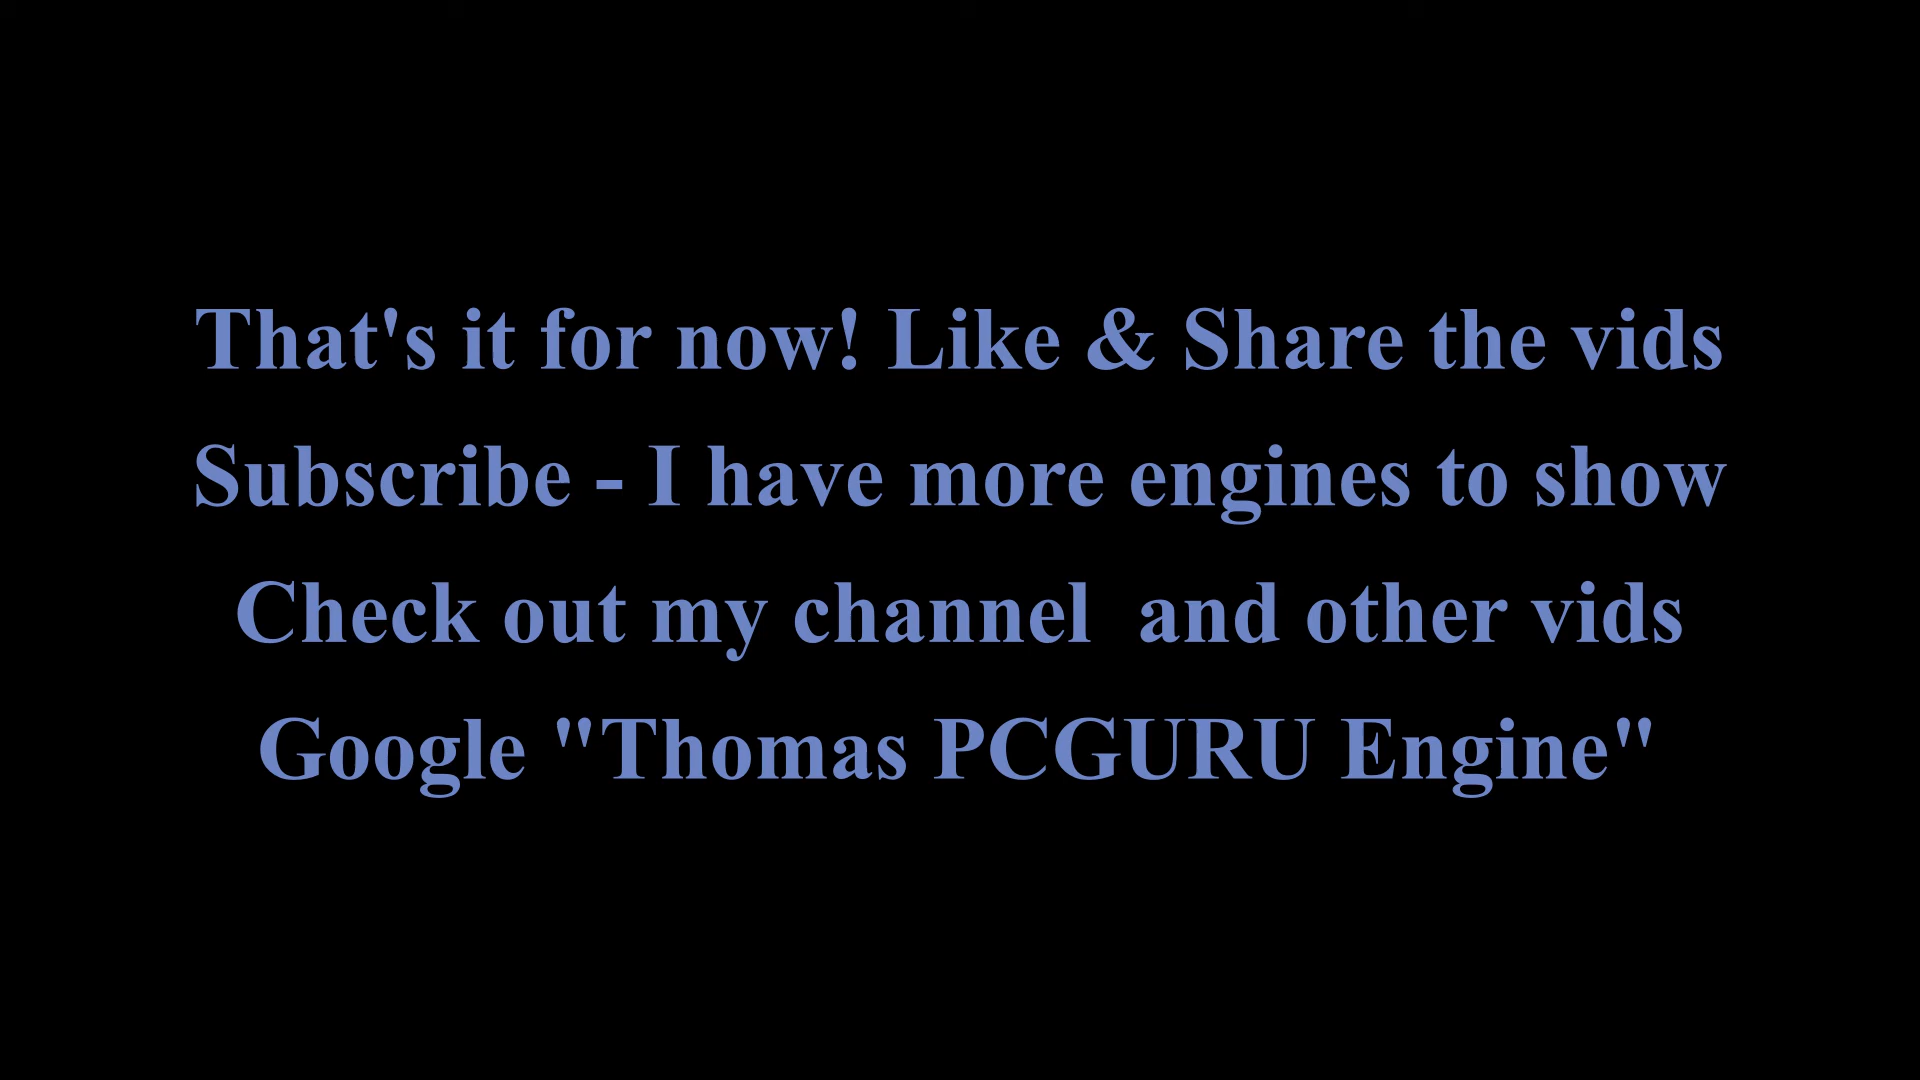 That's it for now! Like & Share the vids
Subscribe - I have more engines to show
Check out my channel  and other vids
Google "Thomas PCGURU Engine"